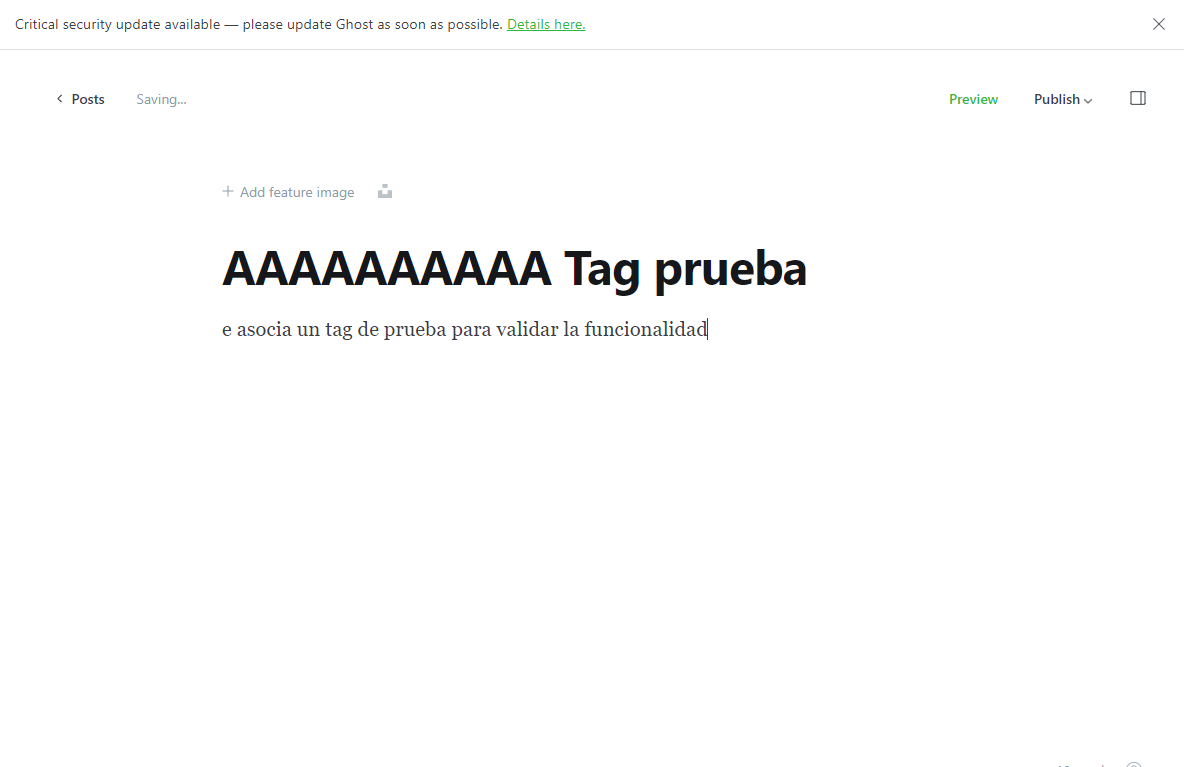 Critical security update available — please update Ghost as soon as possible. Details here.
Posts Saving... Preview Publish
Add feature image
AAAAAAAAAA Tag prueba
e asocia un tag de prueba para validar la funcionalidad